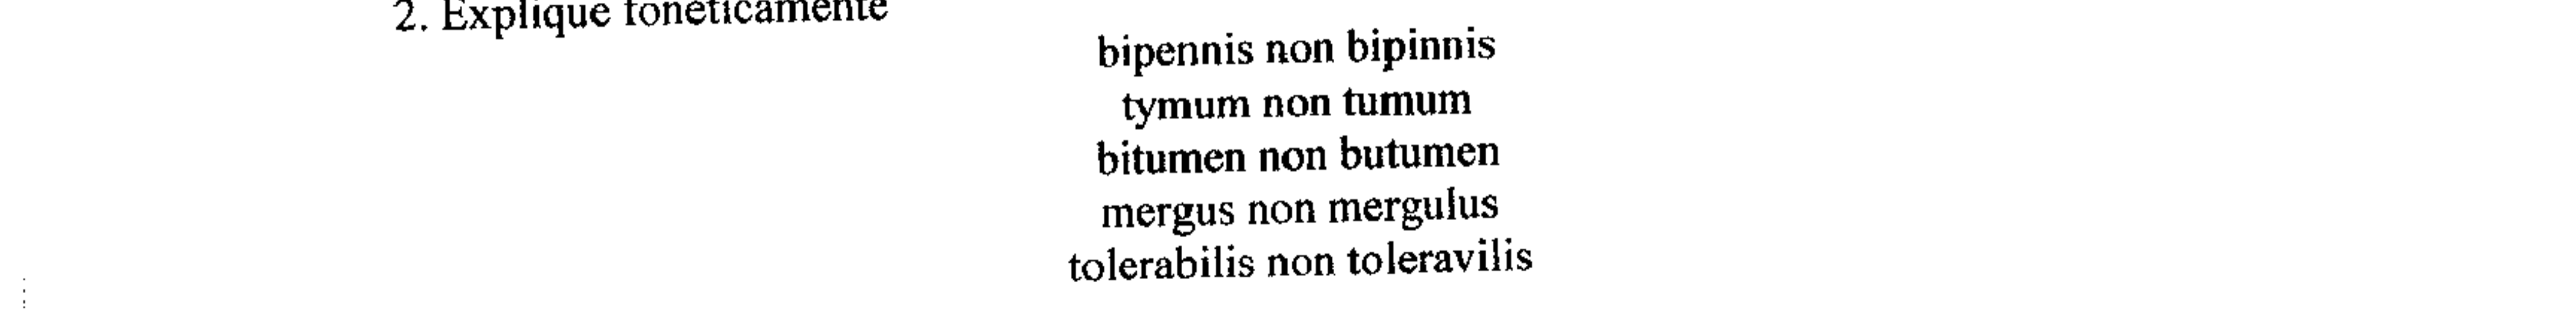 2. Explique foneticamente
bipennis non bipinnis
tymum non tumum
bitumen non butumen
mergus non mergulus
tolerabilis non toleravilis